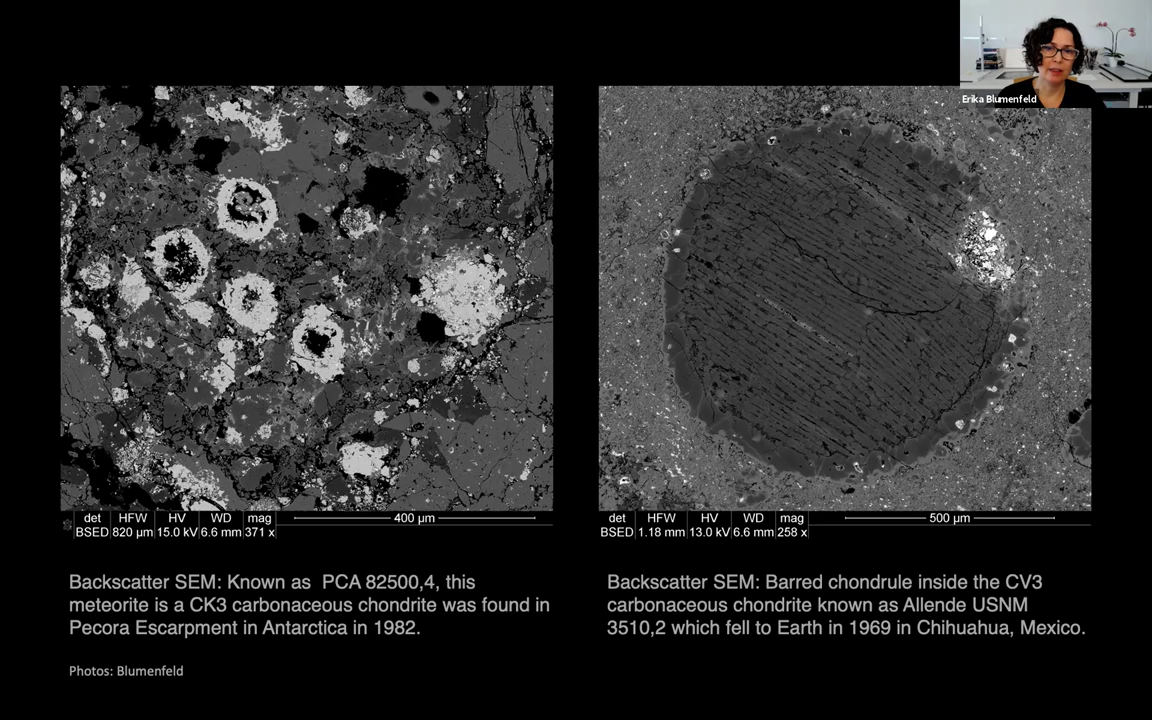 Erika Blumenfeld
det HFW HV WD mag 400 µm
BSED 820 µm 15.0 kV 6.6 mm 371 x
det HFW HV WD mag 500 µm
BSED 1.18 mm 13.0 kV 6.6 mm 258 x
Backscatter SEM: Known as PCA 82500,4, this
meteorite is a CK3 carbonaceous chondrite was found in
Pecora Escarpment in Antarctica in 1982.
Backscatter SEM: Barred chondrule inside the CV3
carbonaceous chondrite known as Allende USNM
3510,2 which fell to Earth in 1969 in Chihuahua, Mexico.
Photos: Blumenfeld